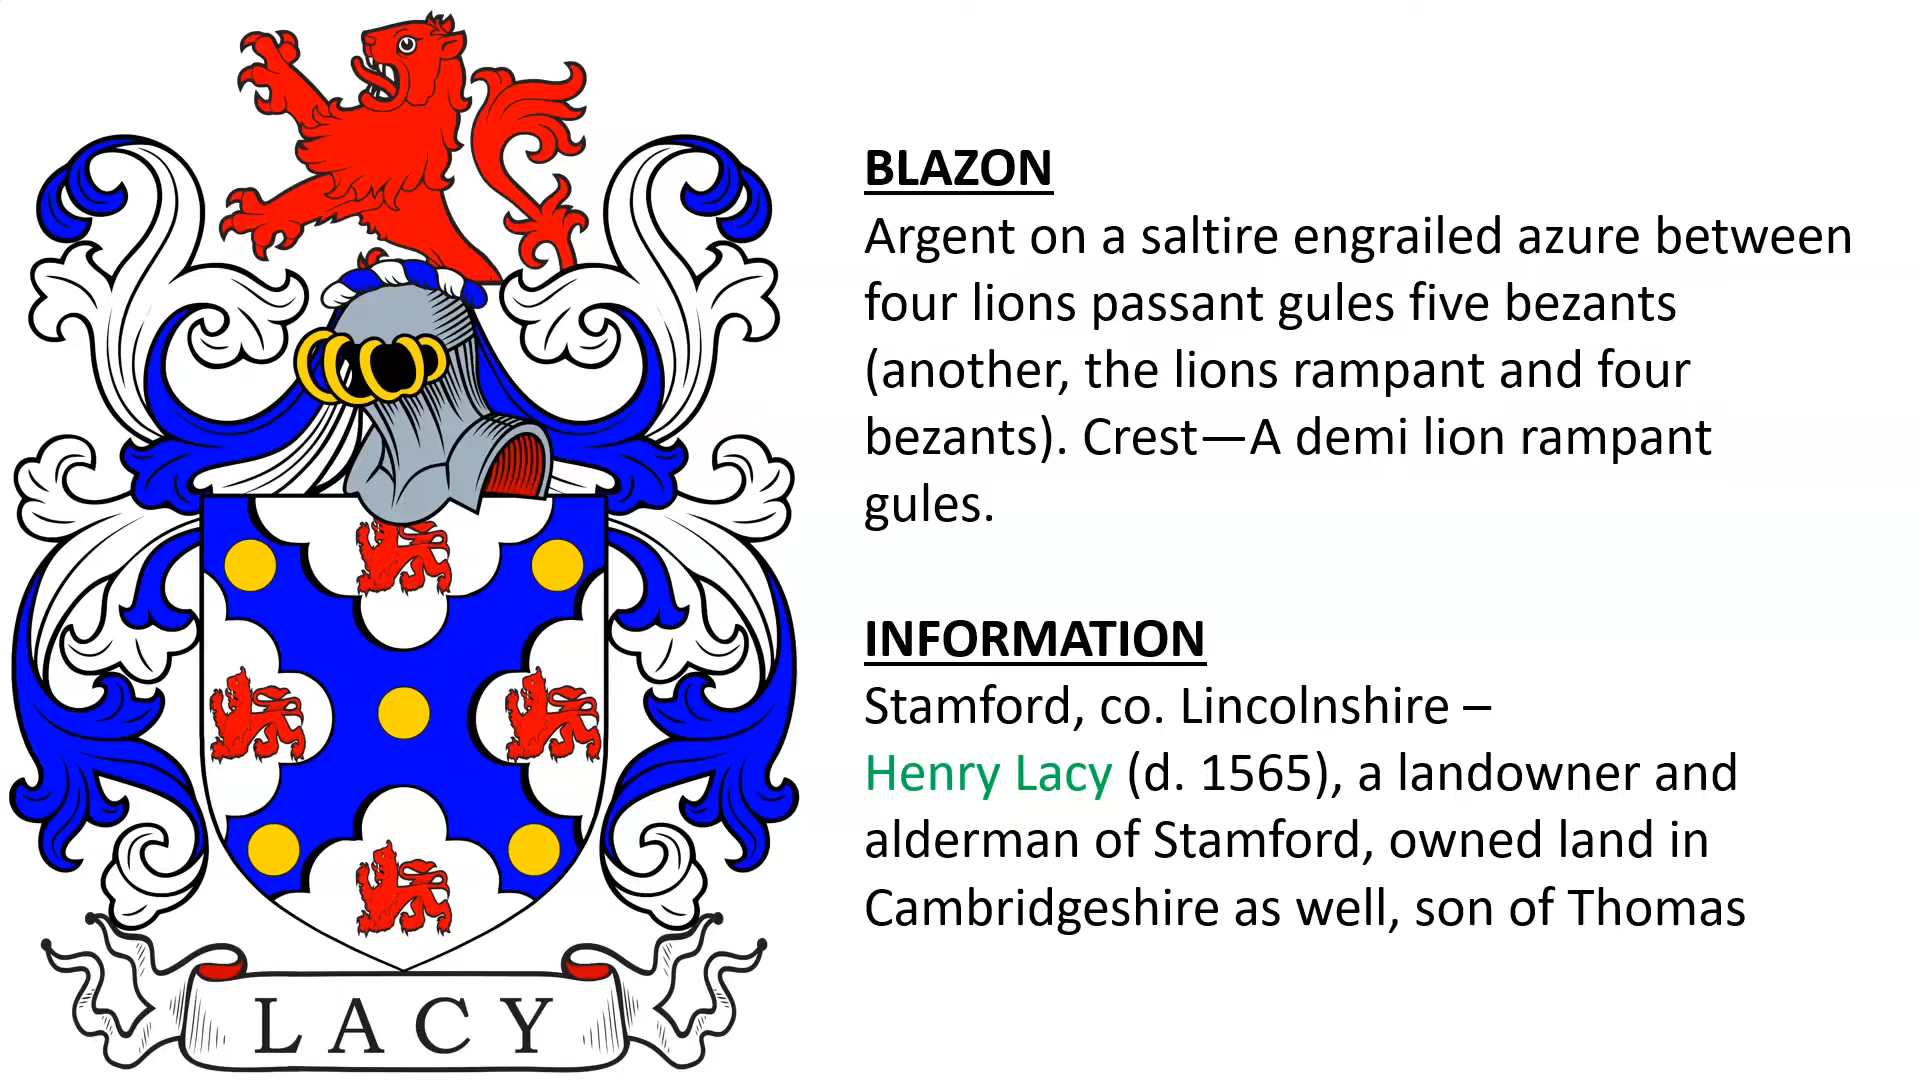 BLAZON
Argent on a saltire engrailed azure between
four lions passant gules five bezants
(another, the lions rampant and four
bezants). Crest—A demi lion rampant
gules.
INFORMATION
Stamford, co. Lincolnshire –
Henry Lacy (d. 1565), a landowner and
alderman of Stamford, owned land in
Cambridgeshire as well, son of Thomas
LACY